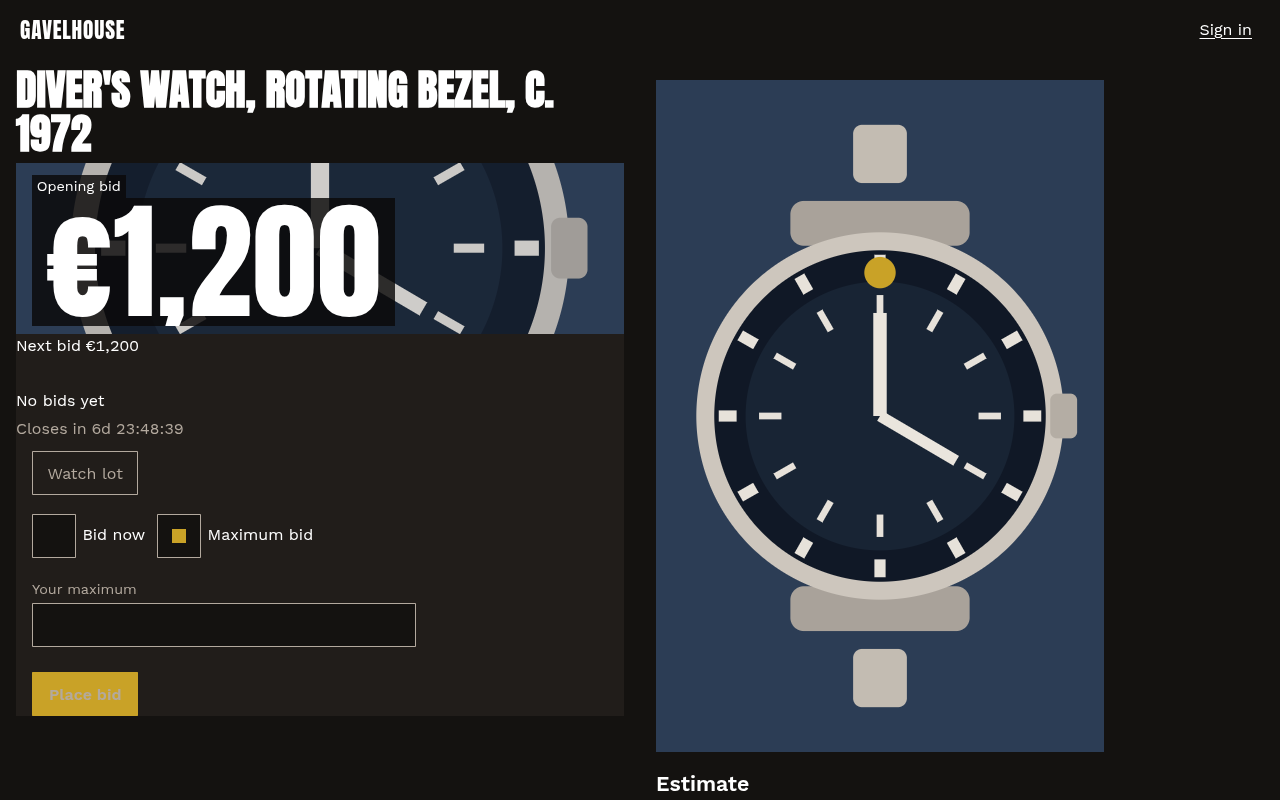 GAVELHOUSE
Sign in
DIVER'S WATCH, ROTATING BEZEL, C.
1972
Opening bid
€1,200
Next bid €1,200
No bids yet
Closes in 6d 23:48:39
Watch lot
Bid now
Maximum bid
Your maximum
Place bid
Estimate